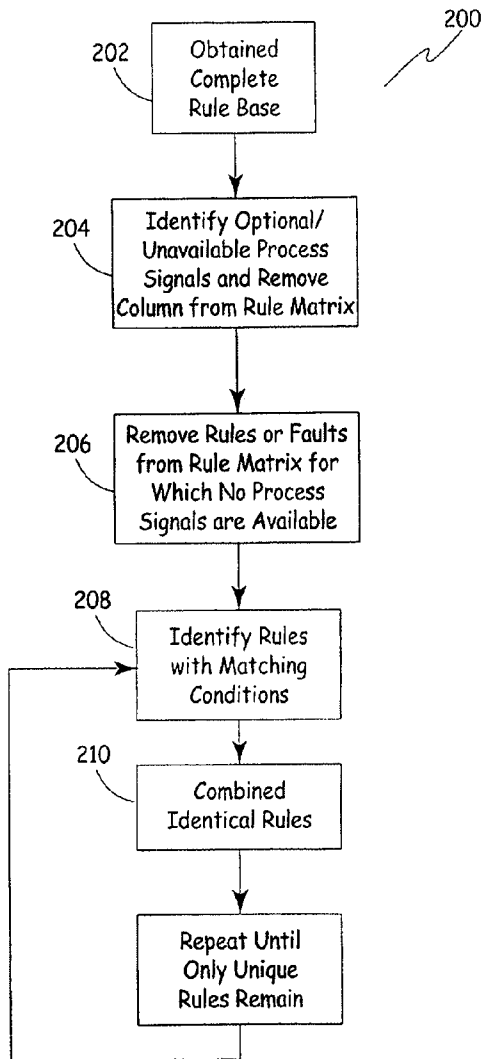 200
202
Obtained
Complete
Rule Base
204
Identify Optional/
Unavailable Process
Signals and Remove
Column from Rule Matrix
206
Remove Rules or Faults
from Rule Matrix for
Which No Process
Signals are Available
208
Identify Rules
with Matching
Conditions
210
Combined
Identical Rules
Repeat Until
Only Unique
Rules Remain